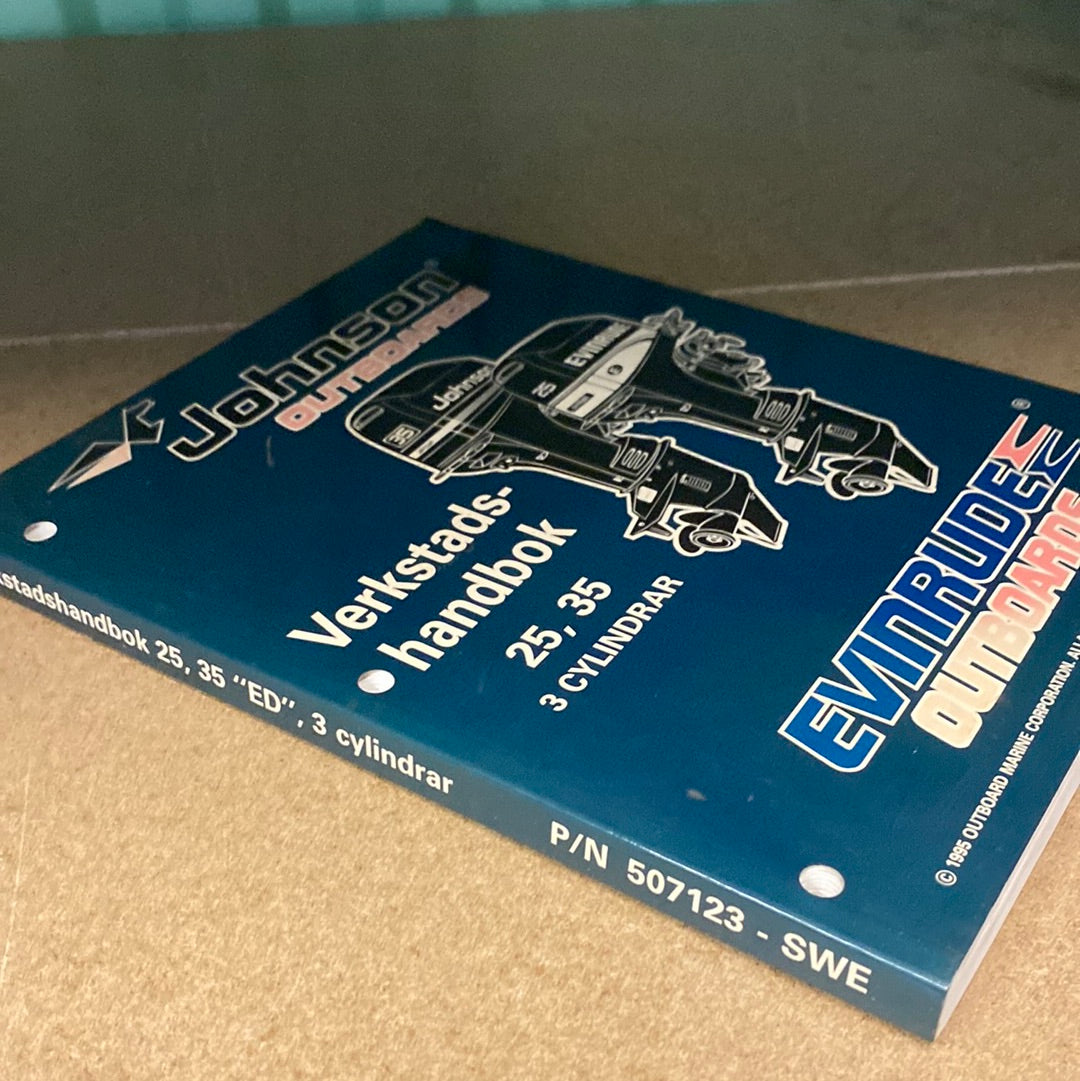 Johnson
OUTBOARDS
EVINRUDE
25
Johnson
35
Verkstads-
handbok
25, 35
3 CYLINDRAR
EVINRUDE
®
OUTBOARDS
© 1995 OUTBOARD MARINE CORPORATION.
handbok 25, 35 "ED", 3 cylindrar
P/N 507123 - SWE